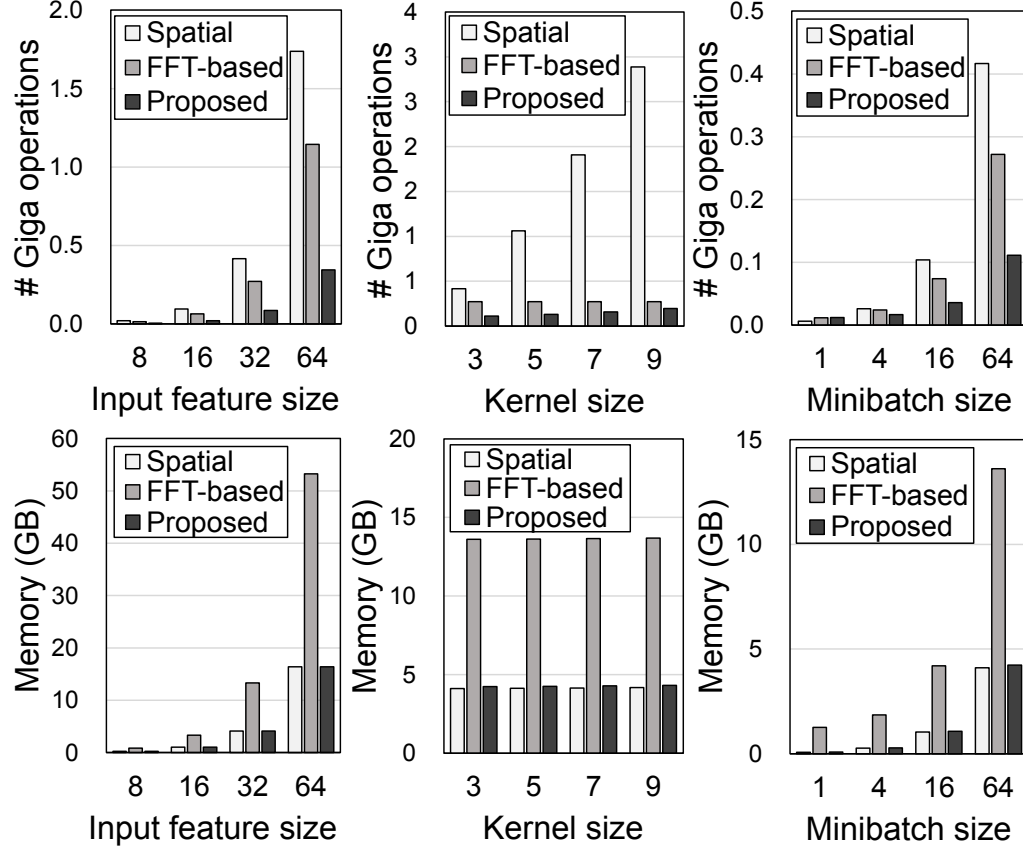 # Giga operations
2.0
1.5
1.0
0.5
0.0
Spatial
FFT-based
Proposed
8 16 32 64
Input feature size
# Giga operations
4
3
3
2
2
1
1
0
Spatial
FFT-based
Proposed
3 5 7 9
Kernel size
# Giga operations
0.5
0.4
0.3
0.2
0.1
0.0
Spatial
FFT-based
Proposed
1 4 16 64
Minibatch size
Memory (GB)
60
50
40
30
20
10
0
Spatial
FFT-based
Proposed
8 16 32 64
Input feature size
Memory (GB)
20
15
10
5
0
Spatial
FFT-based
Proposed
3 5 7 9
Kernel size
Memory (GB)
15
10
5
0
Spatial
FFT-based
Proposed
1 4 16 64
Minibatch size